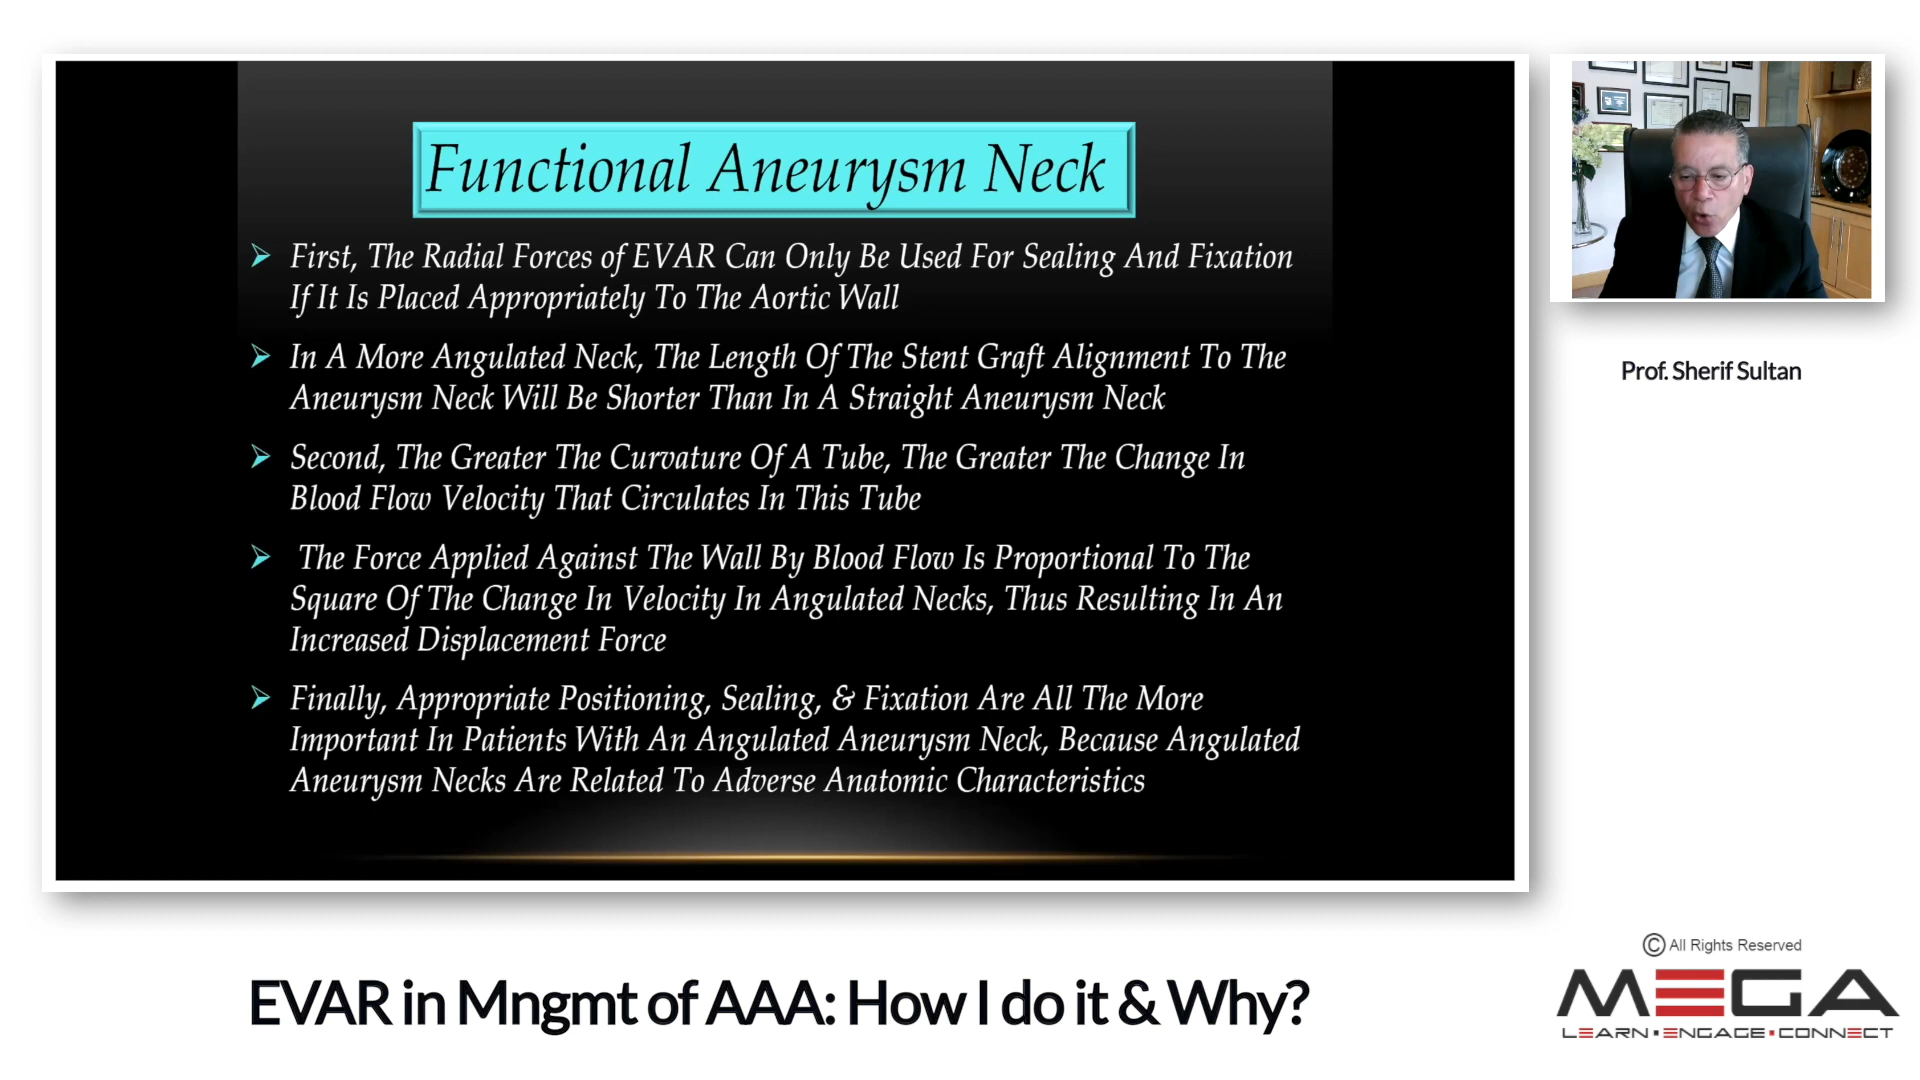 Functional Aneurysm Neck
First, The Radial Forces of EVAR Can Only Be Used For Sealing And Fixation
If It Is Placed Appropriately To The Aortic Wall
In A More Angulated Neck, The Length Of The Stent Graft Alignment To The
Aneurysm Neck Will Be Shorter Than In A Straight Aneurysm Neck
Second, The Greater The Curvature Of A Tube, The Greater The Change In
Blood Flow Velocity That Circulates In This Tube
The Force Applied Against The Wall By Blood Flow Is Proportional To The
Square Of The Change In Velocity In Angulated Necks, Thus Resulting In An
Increased Displacement Force
Finally, Appropriate Positioning, Sealing, & Fixation Are All The More
Important In Patients With An Angulated Aneurysm Neck, Because Angulated
Aneurysm Necks Are Related To Adverse Anatomic Characteristics
Prof. Sherif Sultan
EVAR in Mngmt of AAA: How I do it & Why?
© All Rights Reserved
MEGA
LEARN • ENGAGE • CONNECT